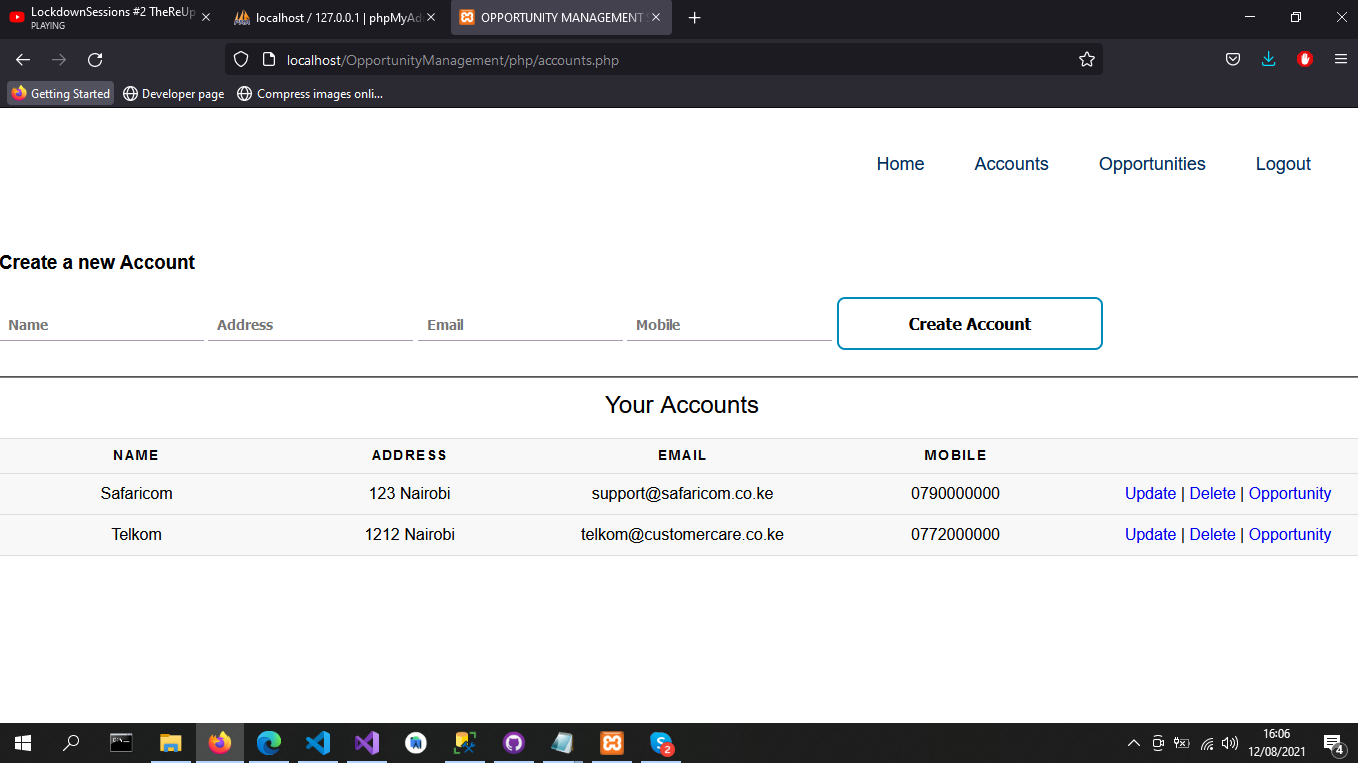 LockdownSessions #2 TheReUp
PLAYING
localhost / 127.0.0.1 | phpMyAd
OPPORTUNITY MANAGEMENT S
localhost/OpportunityManagement/php/accounts.php
Getting Started
Developer page
Compress images onli...
Home Accounts Opportunities Logout
Create a new Account
Name Address Email Mobile Create Account
Your Accounts
NAME ADDRESS EMAIL MOBILE
Safaricom 123 Nairobi support@safaricom.co.ke 0790000000 Update | Delete | Opportunity
Telkom 1212 Nairobi telkom@customercare.co.ke 0772000000 Update | Delete | Opportunity
2
16:06
12/08/2021
4